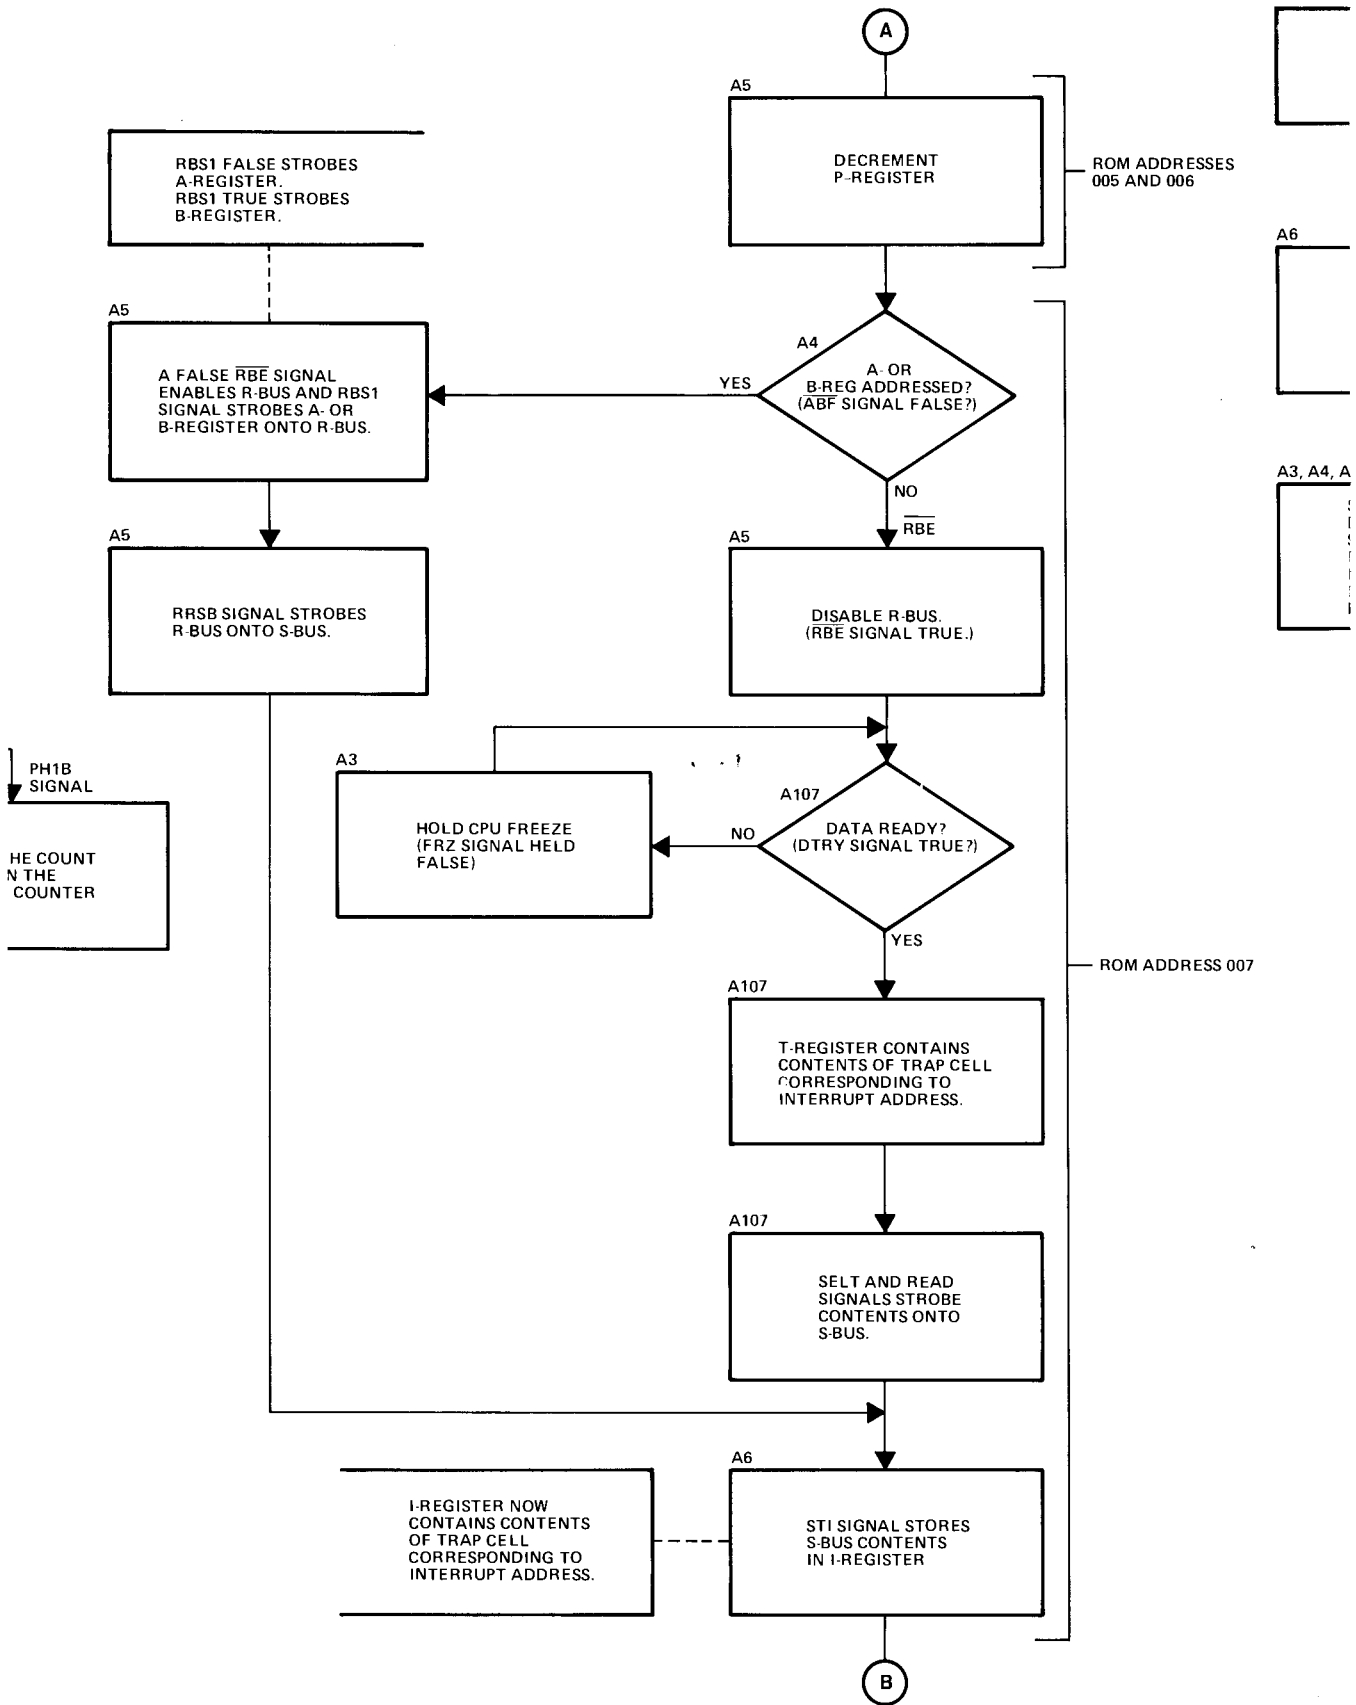 A
A5
DECREMENT
P-REGISTER
ROM ADDRESSES
005 AND 006
RBS1 FALSE STROBES
A-REGISTER.
RBS1 TRUE STROBES
B-REGISTER.
A6
A5
A FALSE R̅B̅E̅ SIGNAL
ENABLES R-BUS AND RBS1
SIGNAL STROBES A- OR
B-REGISTER ONTO R-BUS.
YES
A4
A- OR
B-REG ADDRESSED?
(A̅B̅F̅ SIGNAL FALSE?)
NO
R̅B̅E̅
A3, A4, A
A5
RRSB SIGNAL STROBES
R-BUS ONTO S-BUS.
A5
DISABLE R-BUS.
(R̅B̅E̅ SIGNAL TRUE.)
PH1B
SIGNAL
HE COUNT
N THE
COUNTER
A3
HOLD CPU FREEZE
(FRZ SIGNAL HELD
FALSE)
NO
A107
DATA READY?
(DTRY SIGNAL TRUE?)
YES
ROM ADDRESS 007
A107
T-REGISTER CONTAINS
CONTENTS OF TRAP CELL
CORRESPONDING TO
INTERRUPT ADDRESS.
A107
SELT AND READ
SIGNALS STROBE
CONTENTS ONTO
S-BUS.
I-REGISTER NOW
CONTAINS CONTENTS
OF TRAP CELL
CORRESPONDING TO
INTERRUPT ADDRESS.
A6
STI SIGNAL STORES
S-BUS CONTENTS
IN I-REGISTER
B